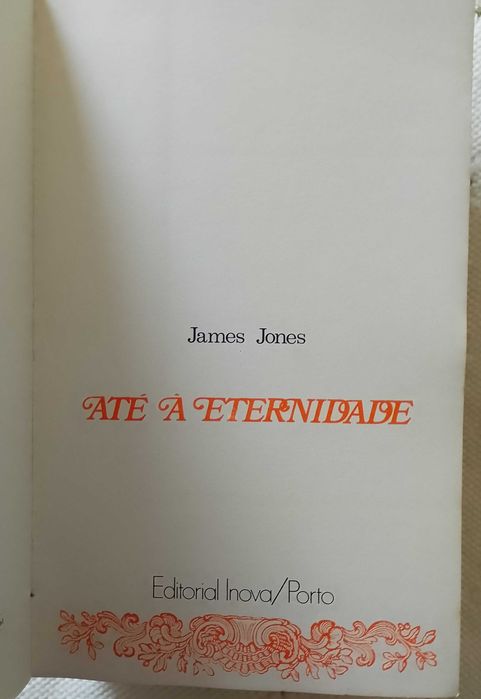 James Jones
ATÉ À ETERNIDADE
Editorial Inova/Porto